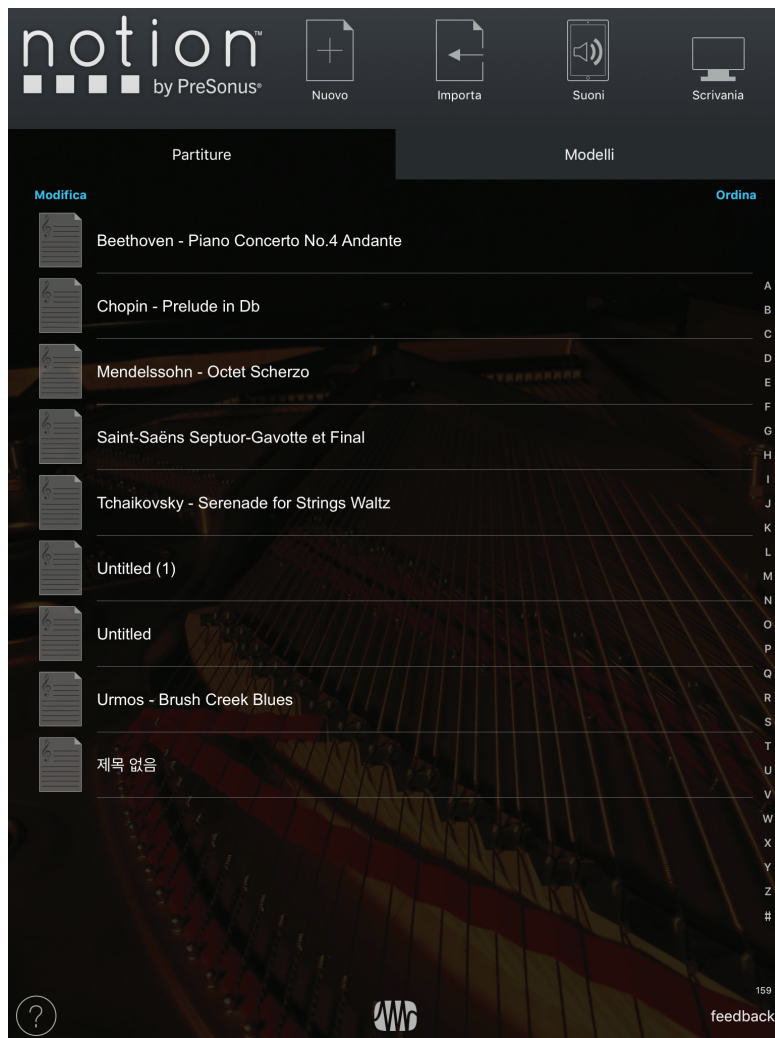 notion™
by PreSonus®
Nuovo
Importa
Suoni
Scrivania
Partiture
Modelli
Modifica
Ordina
Beethoven - Piano Concerto No.4 Andante
Chopin - Prelude in Db
Mendelssohn - Octet Scherzo
Saint-Saëns Septuor-Gavotte et Final
Tchaikovsky - Serenade for Strings Waltz
Untitled (1)
Untitled
Urmos - Brush Creek Blues
제목 없음
A
B
C
D
E
F
G
H
I
J
K
L
M
N
O
P
Q
R
S
T
U
V
W
X
Y
Z
#
159
?
feedback